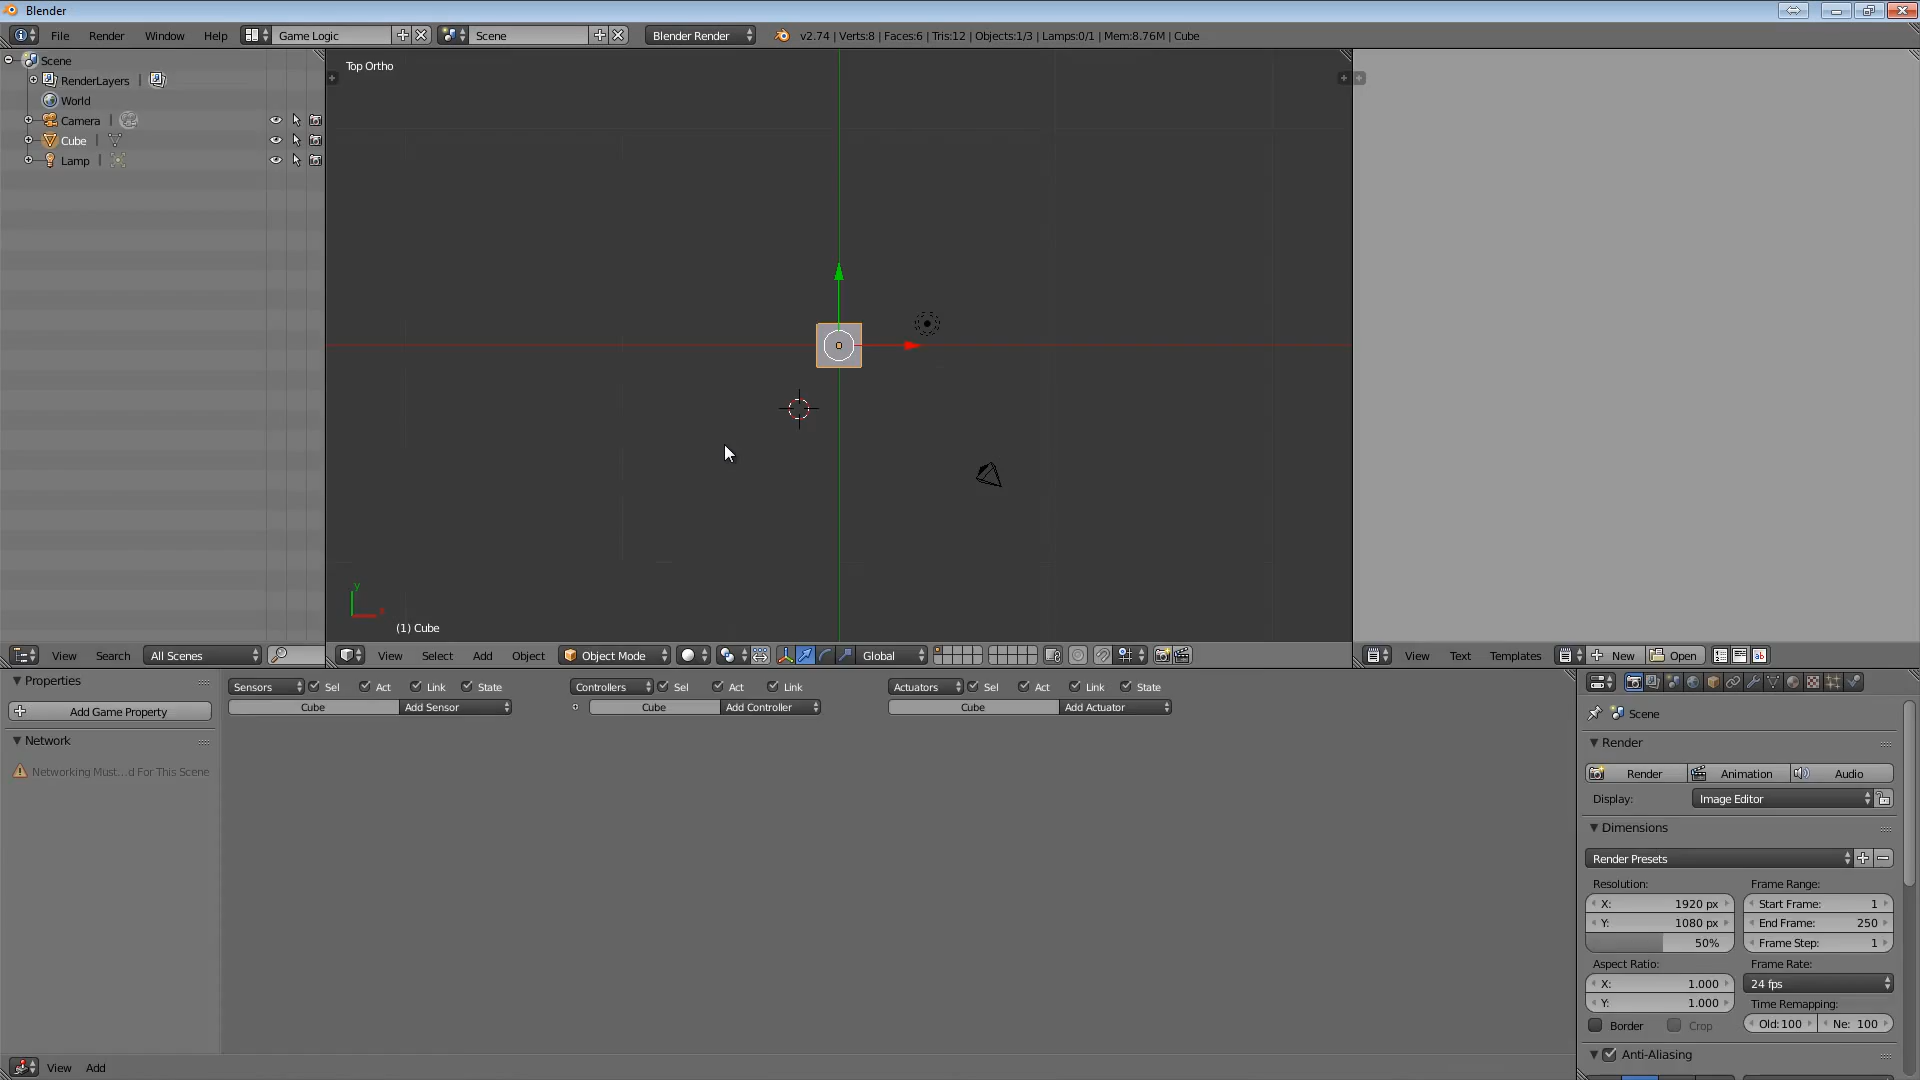 Blender
File Render Window Help Game Logic Scene Blender Render v2.74 | Verts:8 | Faces:6 | Tris:12 | Objects:1/3 | Lamps:0/1 | Mem:8.76M | Cube
Scene
RenderLayers
World
Camera
Cube
Lamp
Top Ortho
y
x
(1) Cube
View Search All Scenes
View Select Add Object Object Mode Global
View Text Templates New Open
Properties
Add Game Property
Network
Networking Must...d For This Scene
Sensors Sel Act Link State
Cube Add Sensor
Controllers Sel Act Link
Cube Add Controller
Actuators Sel Act Link State
Cube Add Actuator
Scene
Render
Render Animation Audio
Display: Image Editor
Dimensions
Render Presets
Resolution: Frame Range:
X: 1920 px Start Frame: 1
Y: 1080 px End Frame: 250
50% Frame Step: 1
Aspect Ratio: Frame Rate:
X: 1.000 24 fps
Y: 1.000 Time Remapping:
Border Crop Old:100 Ne: 100
Anti-Aliasing
View Add